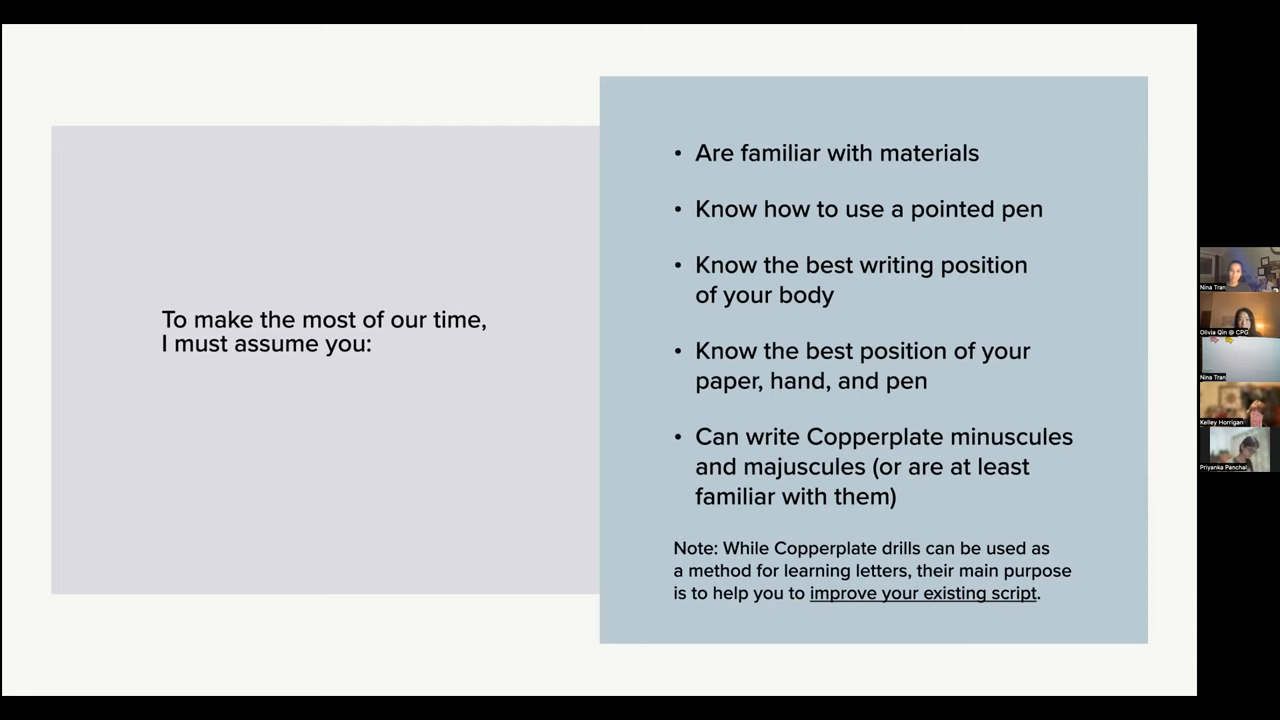 To make the most of our time,
I must assume you:
• Are familiar with materials
• Know how to use a pointed pen
• Know the best writing position
of your body
• Know the best position of your
paper, hand, and pen
• Can write Copperplate minuscules
and majuscules (or are at least
familiar with them)
Note: While Copperplate drills can be used as
a method for learning letters, their main purpose
is to help you to improve your existing script.
Nina Tran
Olivia Qin @ CPG
Nina Tran
Kelley Horrigan
Priyanka Panchal